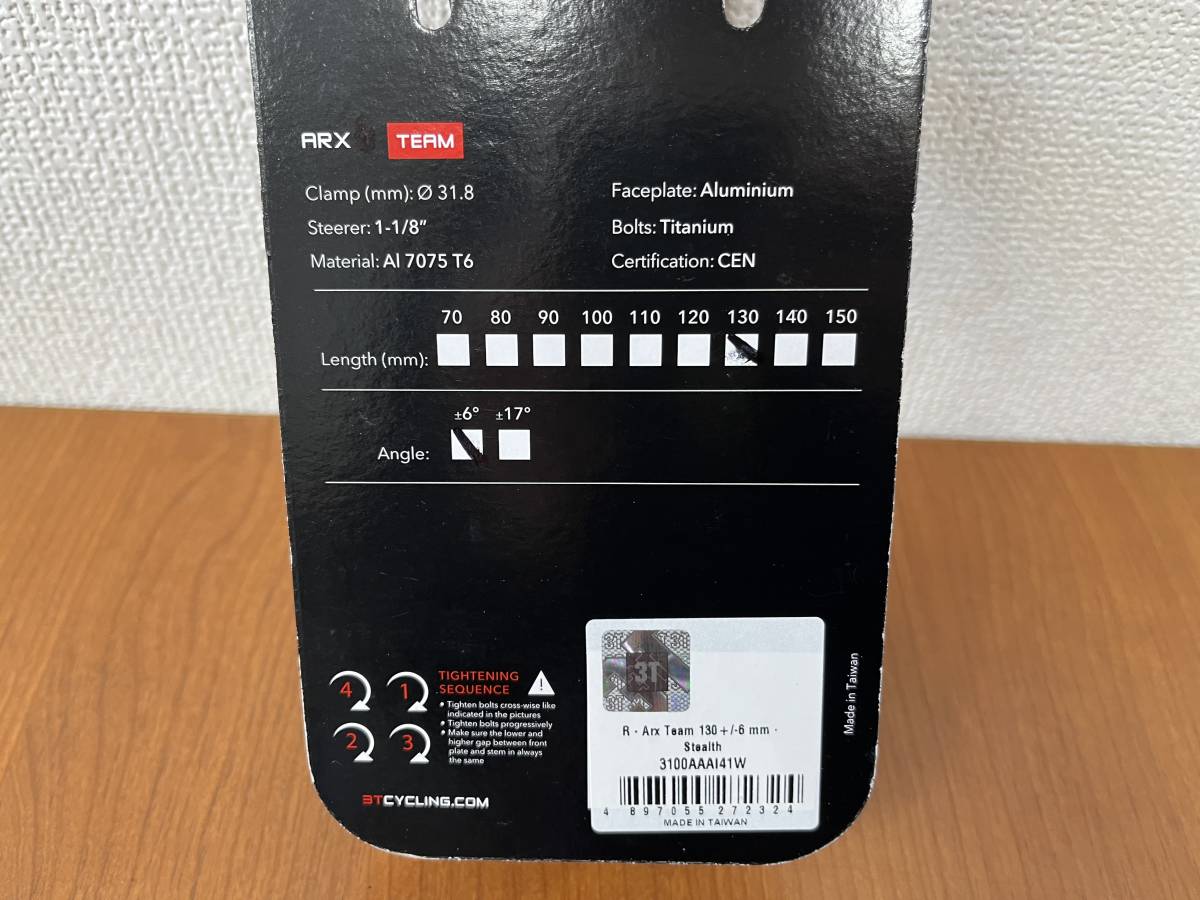 ARX TEAM
Clamp (mm): Ø 31.8
Steerer: 1-1/8”
Material: Al 7075 T6
Faceplate: Aluminium
Bolts: Titanium
Certification: CEN
70 80 90 100 110 120 130 140 150
Length (mm):
±6° ±17°
Angle:
4 1
2 3
TIGHTENING
SEQUENCE
• Tighten bolts cross-wise like
indicated in the pictures
• Tighten bolts progressively
• Make sure the lower and
higher gap between front
plate and stem in always
the same
3TCYCLING.COM
3T
R - Arx Team 130 +/-6 mm -
Stealth
3100AAAI41W
4 897055 272324
MADE IN TAIWAN
Made in Taiwan